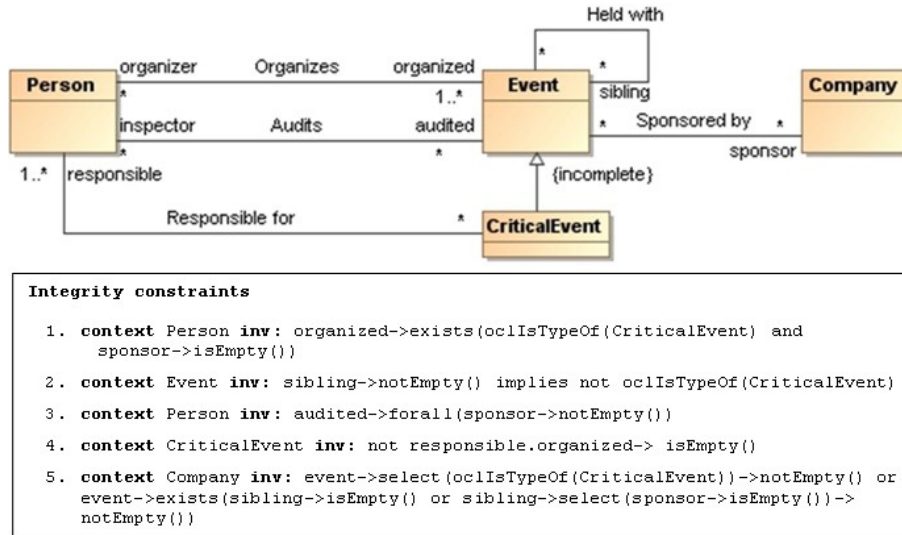 Held with
organizer Organizes organized
Person * 1..* Event * * sibling Company
inspector Audits audited
* * * Sponsored by *
sponsor
1..* responsible {incomplete}
Responsible for * CriticalEvent
Integrity constraints
1. context Person inv: organized->exists(oclIsTypeOf(CriticalEvent) and
sponsor->isEmpty())
2. context Event inv: sibling->notEmpty() implies not oclIsTypeOf(CriticalEvent)
3. context Person inv: audited->forall(sponsor->notEmpty())
4. context CriticalEvent inv: not responsible.organized-> isEmpty()
5. context Company inv: event->select(oclIsTypeOf(CriticalEvent))->notEmpty() or
event->exists(sibling->isEmpty() or sibling->select(sponsor->isEmpty())->
notEmpty())